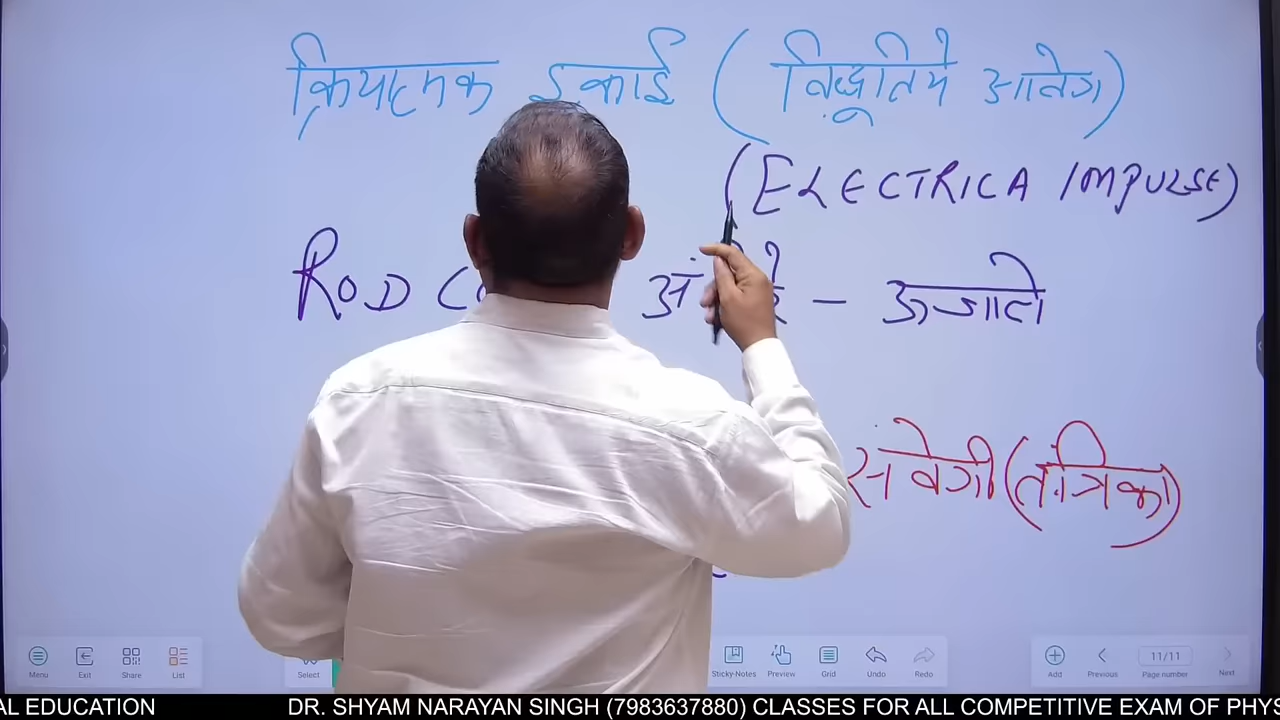 क्रियात्मक इकाई ( विद्धूतिय आवेग )
(ELECTRICA IMPULSE)
ROD अंधेरे – ऊजाले
सवेगी (तंत्रिका)
Menu Exit Share List Select Sticky-Notes Preview Grid Undo Redo Add Previous 11/11 Page number Next
AL EDUCATION DR. SHYAM NARAYAN SINGH (7983637880) CLASSES FOR ALL COMPETITIVE EXAM OF PHYS